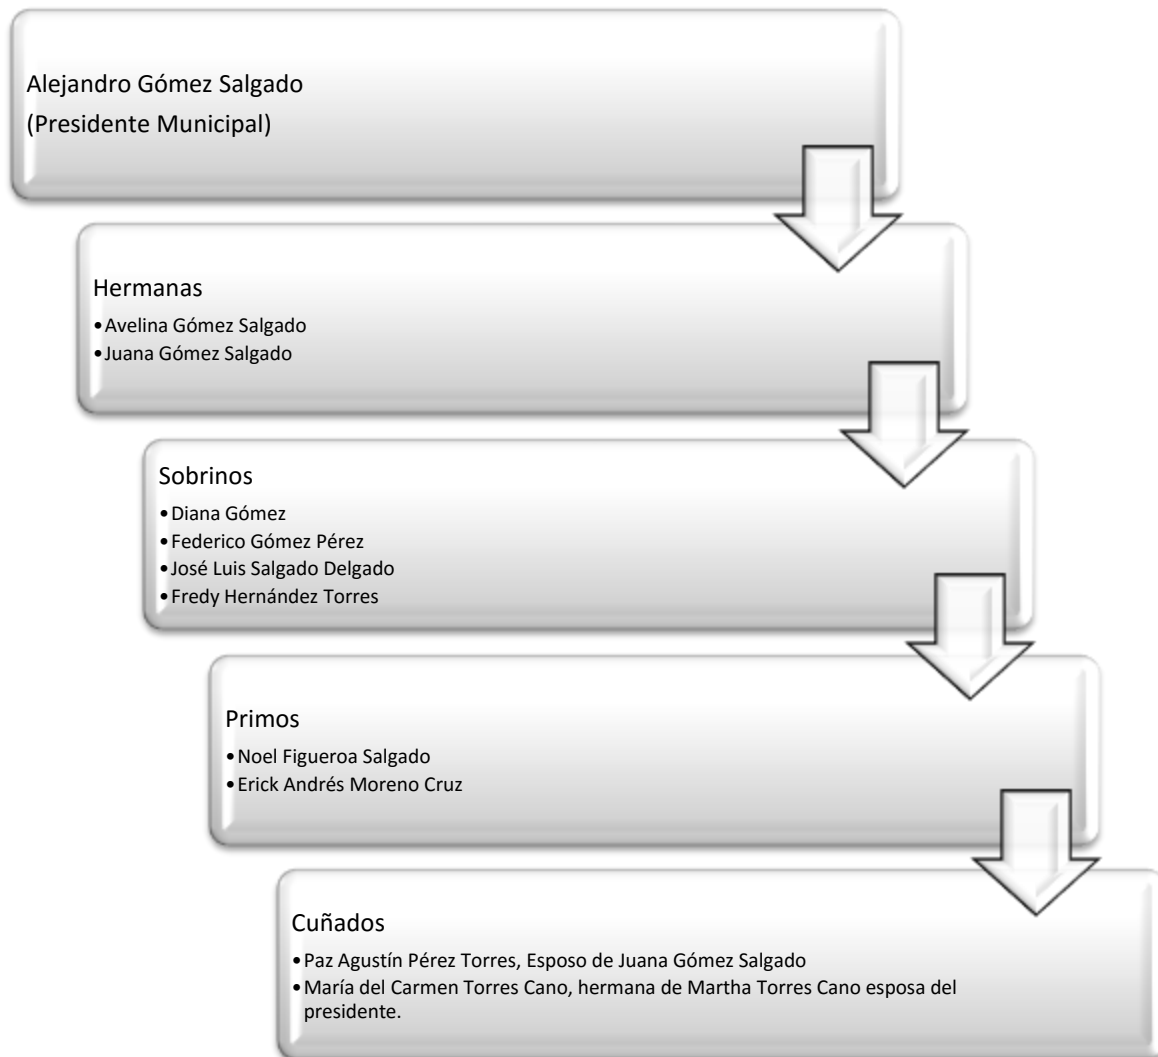 Alejandro Gómez Salgado
(Presidente Municipal)
Hermanas
•Avelina Gómez Salgado
•Juana Gómez Salgado
Sobrinos
•Diana Gómez
•Federico Gómez Pérez
•José Luis Salgado Delgado
•Fredy Hernández Torres
Primos
•Noel Figueroa Salgado
•Erick Andrés Moreno Cruz
Cuñados
•Paz Agustín Pérez Torres, Esposo de Juana Gómez Salgado
•María del Carmen Torres Cano, hermana de Martha Torres Cano esposa del
presidente.